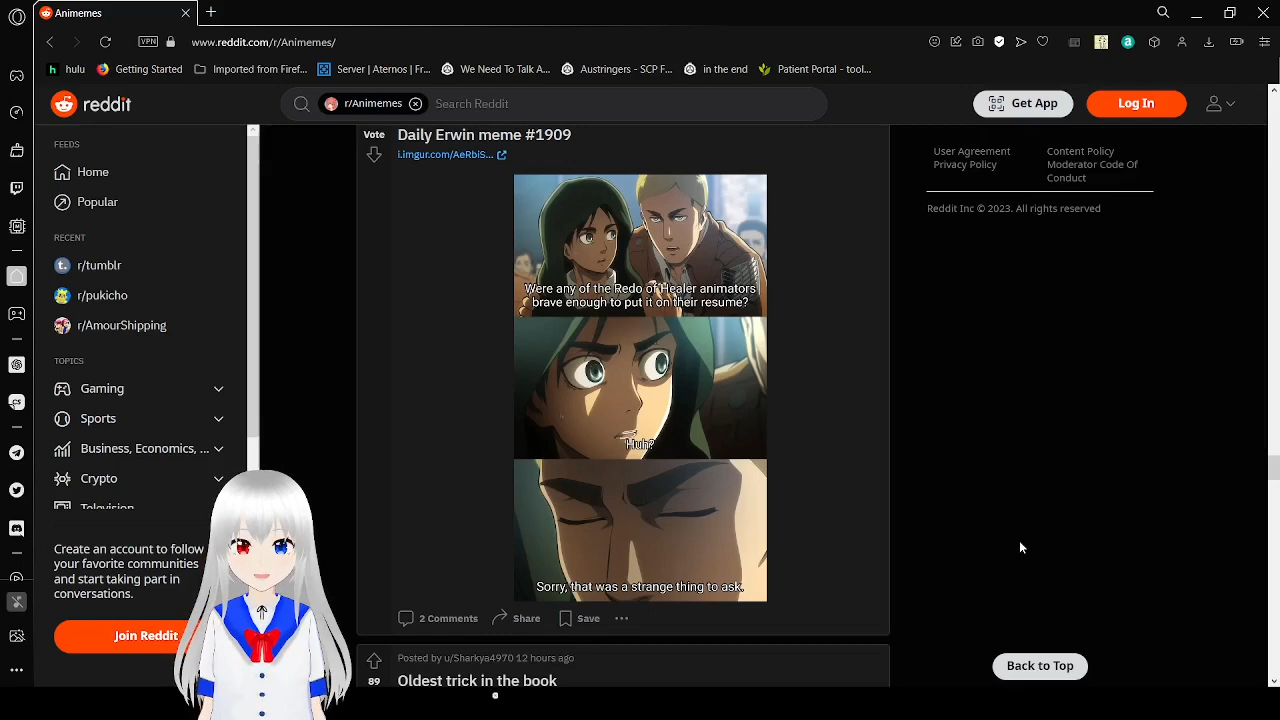 Animemes
VPN
www.reddit.com/r/Animemes/
hulu
Getting Started
Imported from Firef...
Server | Aternos | Fr...
We Need To Talk A...
Austringers - SCP F...
in the end
Patient Portal - tool...
reddit
r/Animemes
Search Reddit
Get App
Log In
FEEDS
Home
Popular
RECENT
r/tumblr
r/pukicho
r/AmourShipping
TOPICS
Gaming
Sports
Business, Economics, ...
Crypto
Television
Create an account to follow
your favorite communities
and start taking part in
conversations.
Join Reddit
Vote
Daily Erwin meme #1909
i.imgur.com/AeRbiS...
Were any of the Redo of Healer animators
brave enough to put it on their resume?
Huh?
Sorry, that was a strange thing to ask.
2 Comments
Share
Save
Posted by u/Sharkya4970 12 hours ago
89
Oldest trick in the book
User Agreement
Privacy Policy
Content Policy
Moderator Code Of
Conduct
Reddit Inc © 2023. All rights reserved
Back to Top